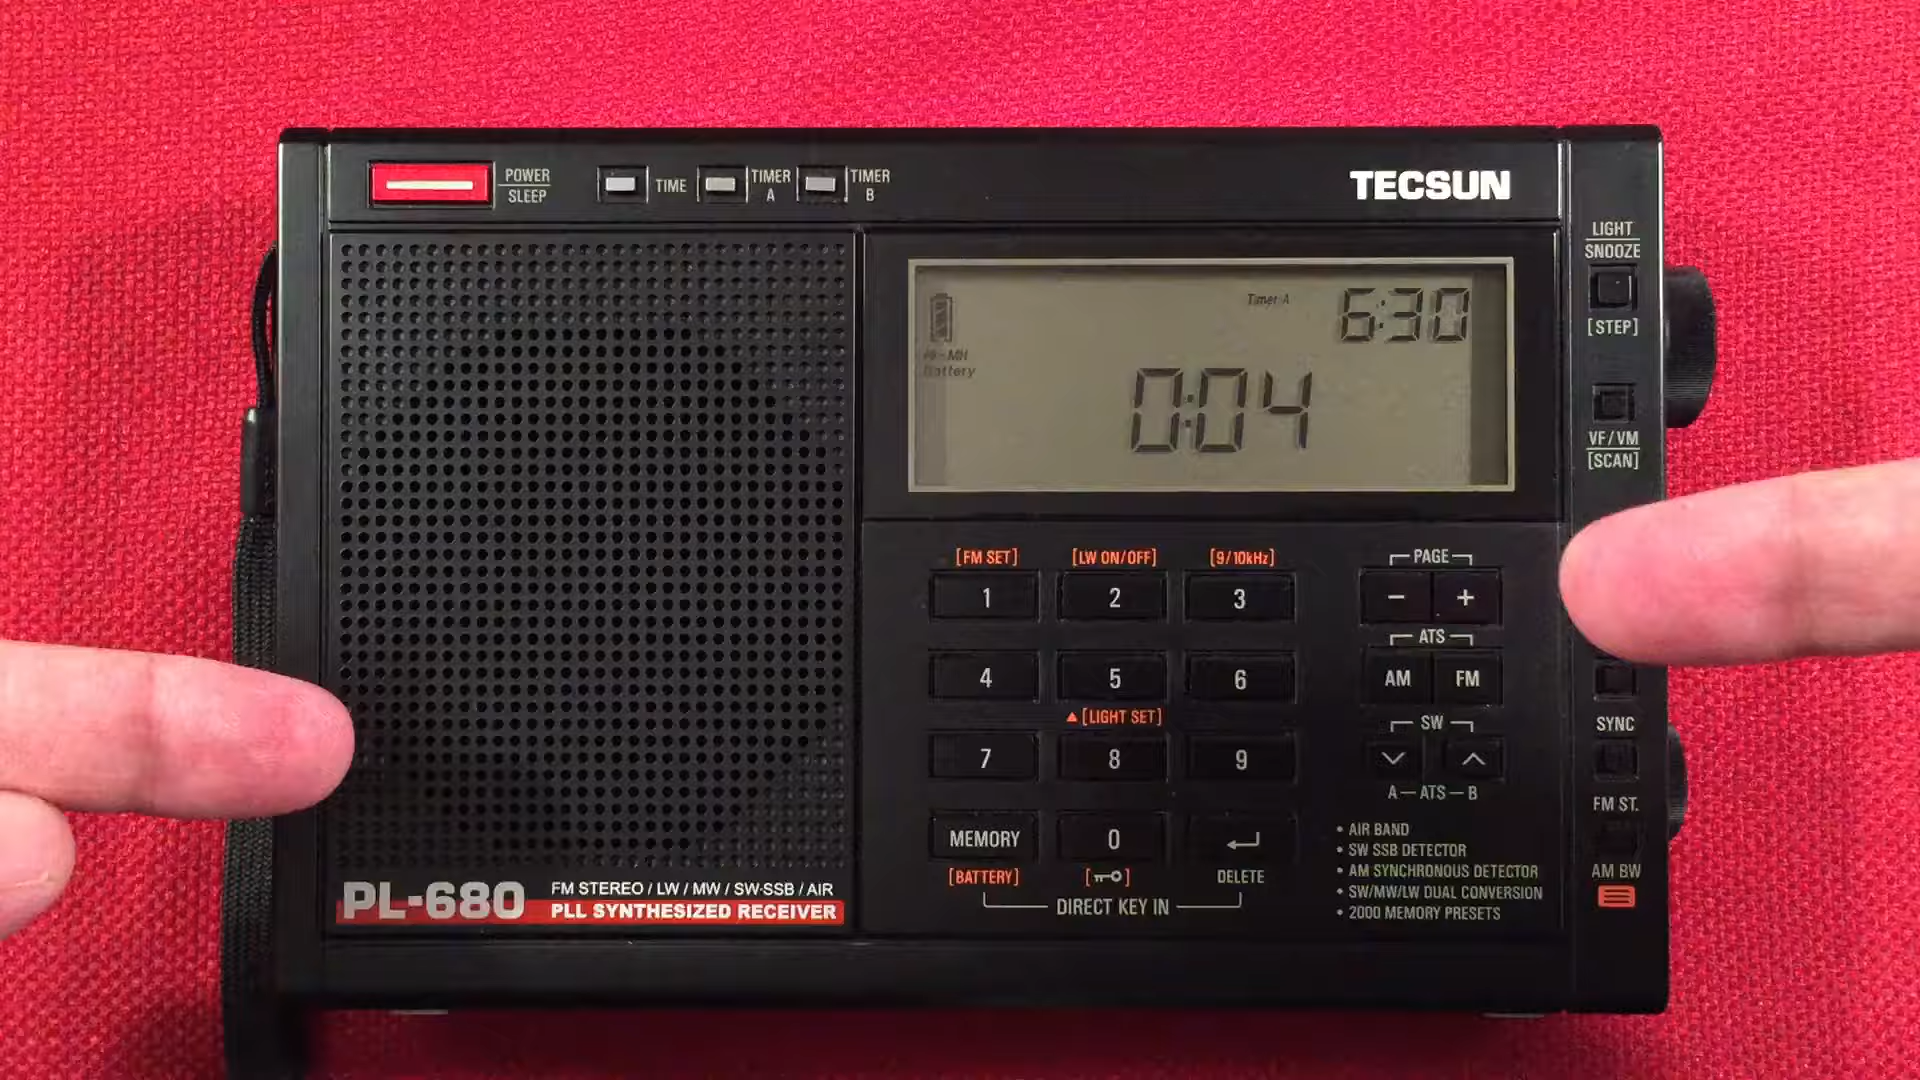 POWER
SLEEP
TIME
TIMER
A
TIMER
B
TECSUN
LIGHT
SNOOZE
[STEP]
VF/VM
[SCAN]
Timer-A
6:30
Ni-MH
Battery
0:04
[FM SET] [LW ON/OFF] [9/10kHz]
1 2 3
PAGE
- +
4 5 6
ATS
AM FM
[LIGHT SET]
7 8 9
SW
A — ATS — B
SYNC
FM ST.
AM BW
MEMORY 0
[BATTERY] DELETE
DIRECT KEY IN
• AIR BAND
• SW SSB DETECTOR
• AM SYNCHRONOUS DETECTOR
• SW/MW/LW DUAL CONVERSION
• 2000 MEMORY PRESETS
PL-680
FM STEREO / LW / MW / SW-SSB / AIR
PLL SYNTHESIZED RECEIVER